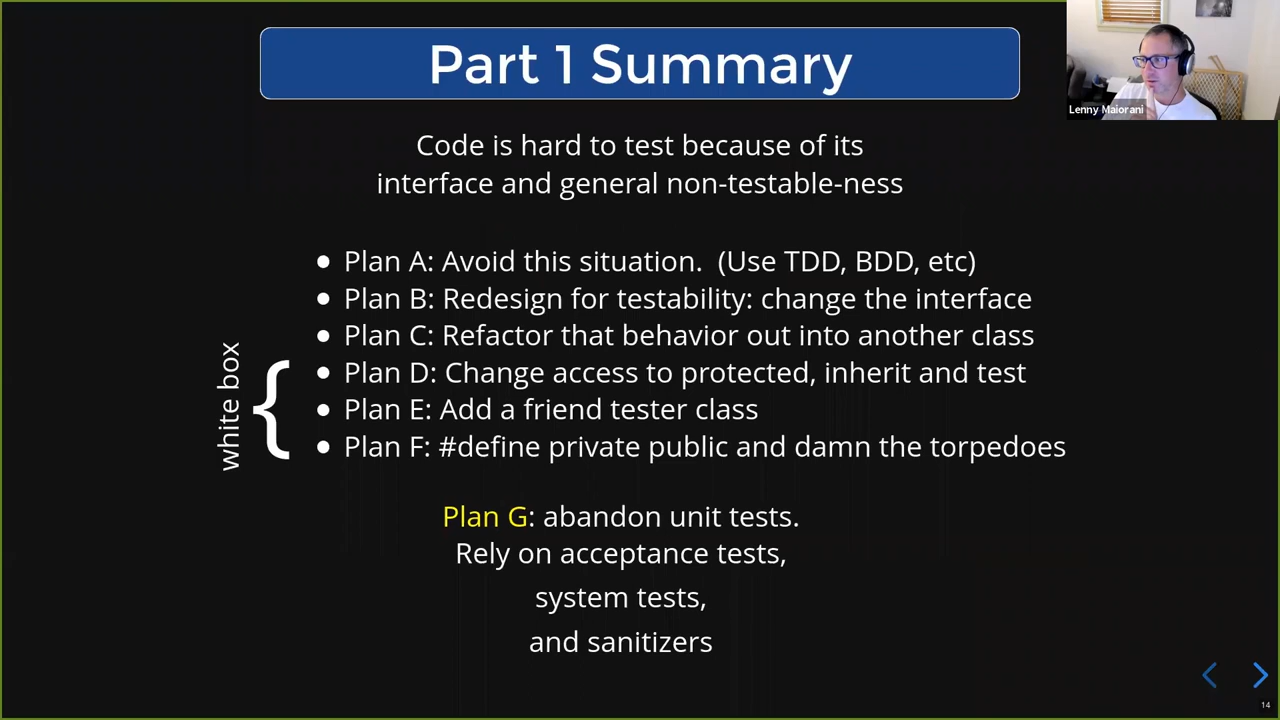 Part 1 Summary
Lenny Maiorani
Code is hard to test because of its
interface and general non-testable-ness
• Plan A: Avoid this situation.  (Use TDD, BDD, etc)
• Plan B: Redesign for testability: change the interface
• Plan C: Refactor that behavior out into another class
white box
{
• Plan D: Change access to protected, inherit and test
• Plan E: Add a friend tester class
• Plan F: #define private public and damn the torpedoes
Plan G: abandon unit tests.
Rely on acceptance tests,
system tests,
and sanitizers
14